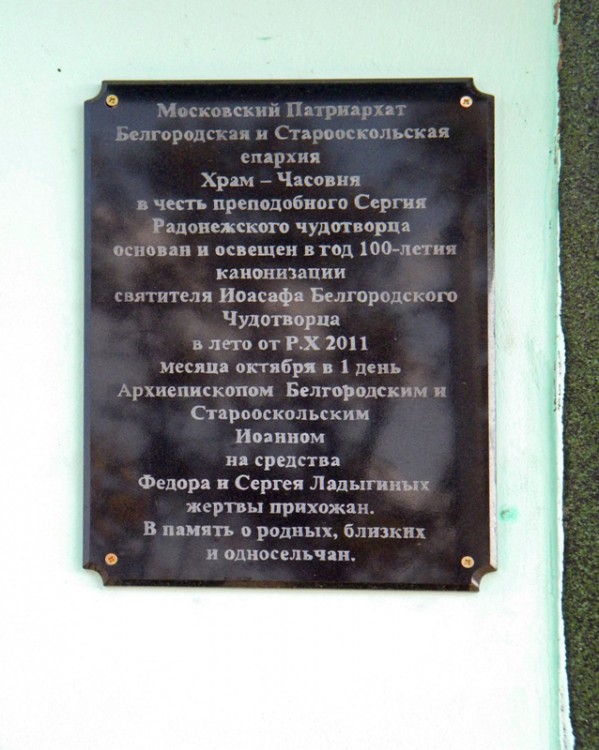 Московский Патриархат
Белгородская и Старооскольская
епархия
Храм – Часовня
в честь преподобного Сергия
Радонежского чудотворца
основан и освещен в год 100-летия
канонизации
святителя Иоасафа Белгородского
Чудотворца
в лето от Р.Х 2011
месяца октября в 1 день
Архиепископом Белгородским и
Старооскольским
Иоанном
на средства
Федора и Сергея Ладыгиных
жертвы прихожан.
В память о родных, близких
и односельчан.